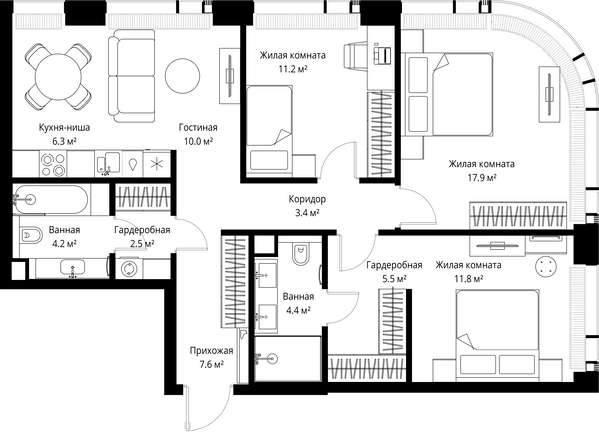 Жилая комната
11.2 м²
Кухня-ниша
6.3 м²
Гостиная
10.0 м²
Жилая комната
17.9 м²
Коридор
3.4 м²
Ванная
4.2 м²
Гардеробная
2.5 м²
Гардеробная
5.5 м²
Жилая комната
11.8 м²
Ванная
4.4 м²
Прихожая
7.6 м²